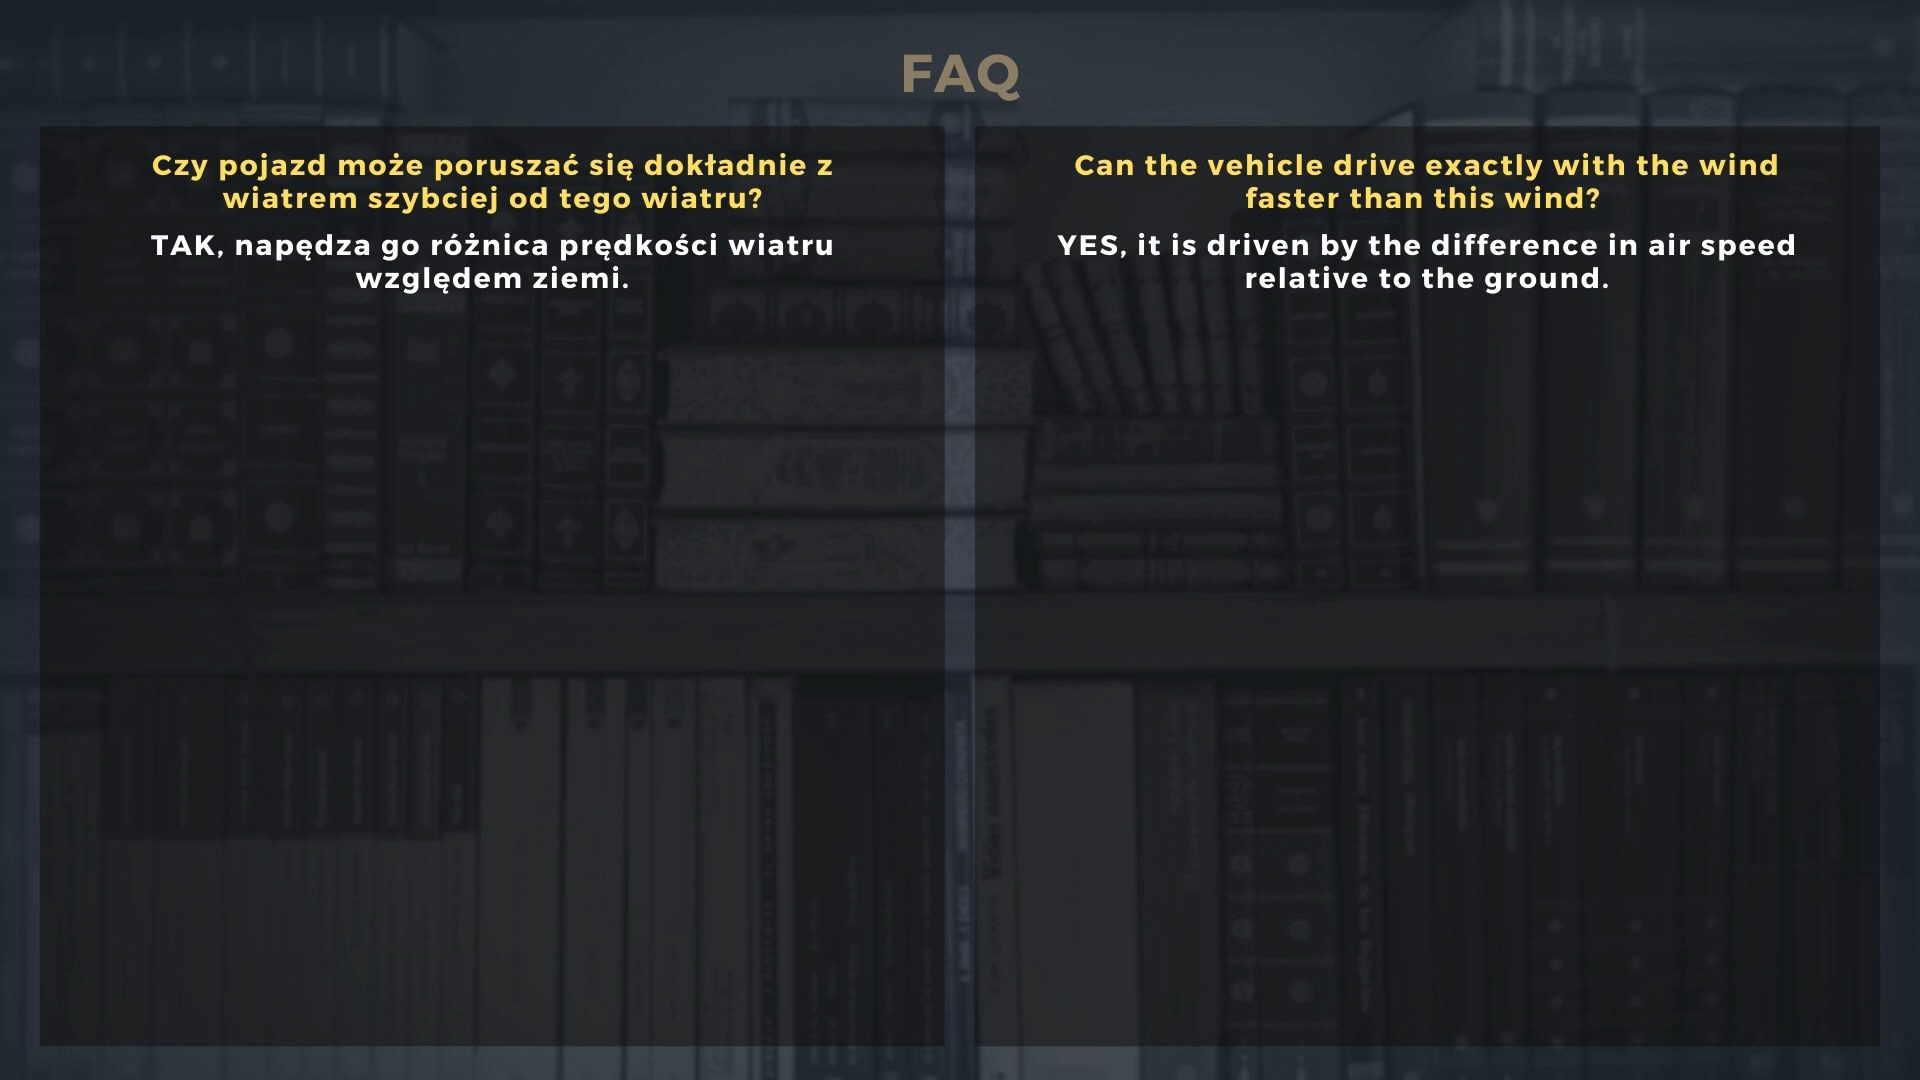 FAQ
Czy pojazd może poruszać się dokładnie z
wiatrem szybciej od tego wiatru?
TAK, napędza go różnica prędkości wiatru
względem ziemi.
Can the vehicle drive exactly with the wind
faster than this wind?
YES, it is driven by the difference in air speed
relative to the ground.
Vidas ancestrales